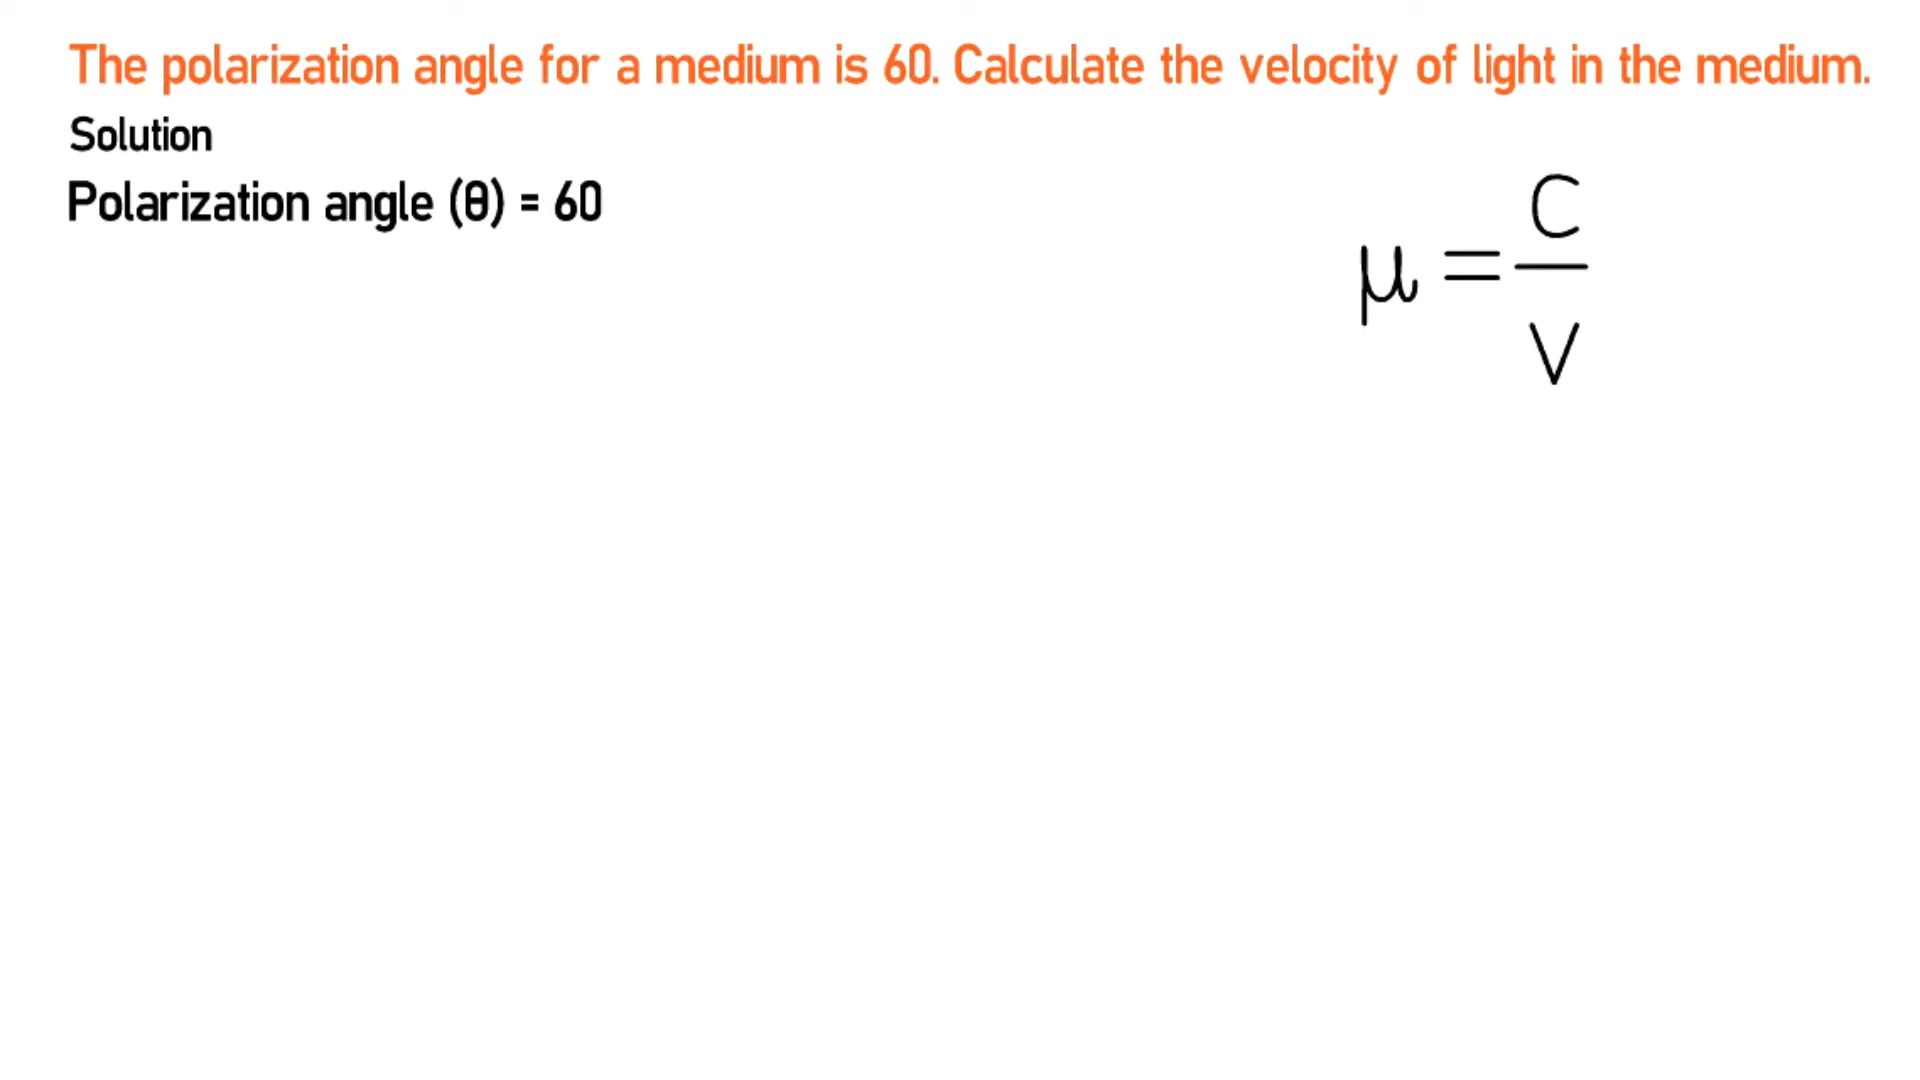 The polarization angle for a medium is 60. Calculate the velocity of light in the medium.
Solution
Polarization angle (θ) = 60
C
μ =
V